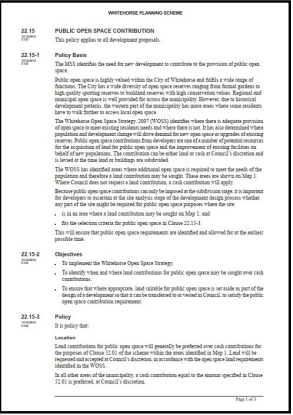 WHITEHORSE PLANNING SCHEME
22.15 PUBLIC OPEN SPACE CONTRIBUTION
This policy applies to all development proposals.
22.15-1 Policy Basis
The MSS identifies the need for new development to contribute to the provision of public open
space.
Public open space is highly valued within the City of Whitehorse and fulfils a wide range of
functions. The City has a wide diversity of open space reserves ranging from formal gardens to
high quality sporting reserves to bushland reserves with high conservation values. Regional and
municipal open space is well provided for across the municipality. However, due to historical
development patterns, the western part of the municipality has more areas where some residents
have to walk further to access local open space.
The Whitehorse Open Space Strategy, 2007 (WOSS) identifies where there is adequate provision
of open space to meet existing residents needs and where there is not. It has also determined where
population and development change will drive demand for new open space or upgrades of existing
reserves. Public open space contributions from developers are one of a number of potential resources
for the acquisition of land for public open space and the improvement of existing facilities on
behalf of new populations. The contribution can be either land or cash at Council's discretion and
is levied at the time land or buildings are subdivided.
The WOSS has identified areas where additional open space is required to meet the needs of the
population and therefore a land contribution may be sought. These areas are shown on Map 1.
Where Council does not request a land contribution, a cash contribution will apply.
Because public open space contribution can only be imposed at the subdivision stage, it is important
for developers to ascertain at the site analysis stage of the design development process whether
any part of the site might be required for public open space purposes where the site:
is in an area where a land contribution may be sought on Map 1; and
fits the selection criteria for public open space in Clause 22.15-3.
This will ensure that public open space requirements are identified and allowed for at the earliest
possible time.
22.15-2 Objectives
To implement the Whitehorse Open Space Strategy.
To identify when and where land contributions for public open space may be sought over cash
contributions.
To ensure that where appropriate, land suitable for public open space is set aside as part of the
design of a development so that it can be transferred to or vested in Council, to satisfy the public
open space contribution requirement.
22.15-3 Policy
It is policy that:
Location
Land contributions for public open space will generally be preferred over cash contributions for
the purposes of Clause 52.01 of the scheme within the areas identified in Map 1. Land will be
requested and accepted at Council's discretion, in accordance with the open space land requirements
identified in the WOSS.
In all other areas of the municipality, a cash contribution equal to the amount specified in Clause
52.01 is preferred, at Council's discretion.
Page 1 of 3